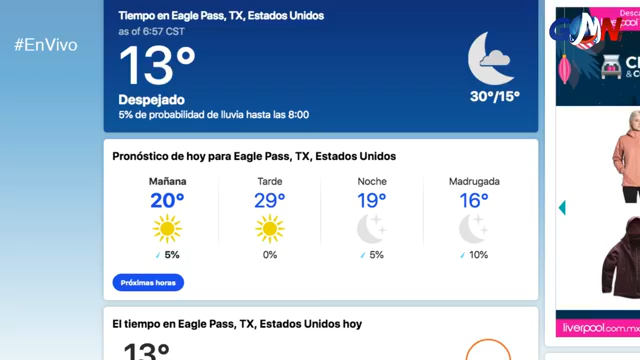 #EnVivo
Tiempo en Eagle Pass, TX, Estados Unidos
as of 6:57 CST
13°
Despejado
5% de probabilidad de lluvia hasta las 8:00
30°/15°
GMN
Pronóstico de hoy para Eagle Pass, TX, Estados Unidos
Mañana Tarde Noche Madrugada
20° 29° 19° 16°
5% 0% 5% 10%
Próximas horas
El tiempo en Eagle Pass, TX, Estados Unidos hoy
13°
liverpool.com.mx